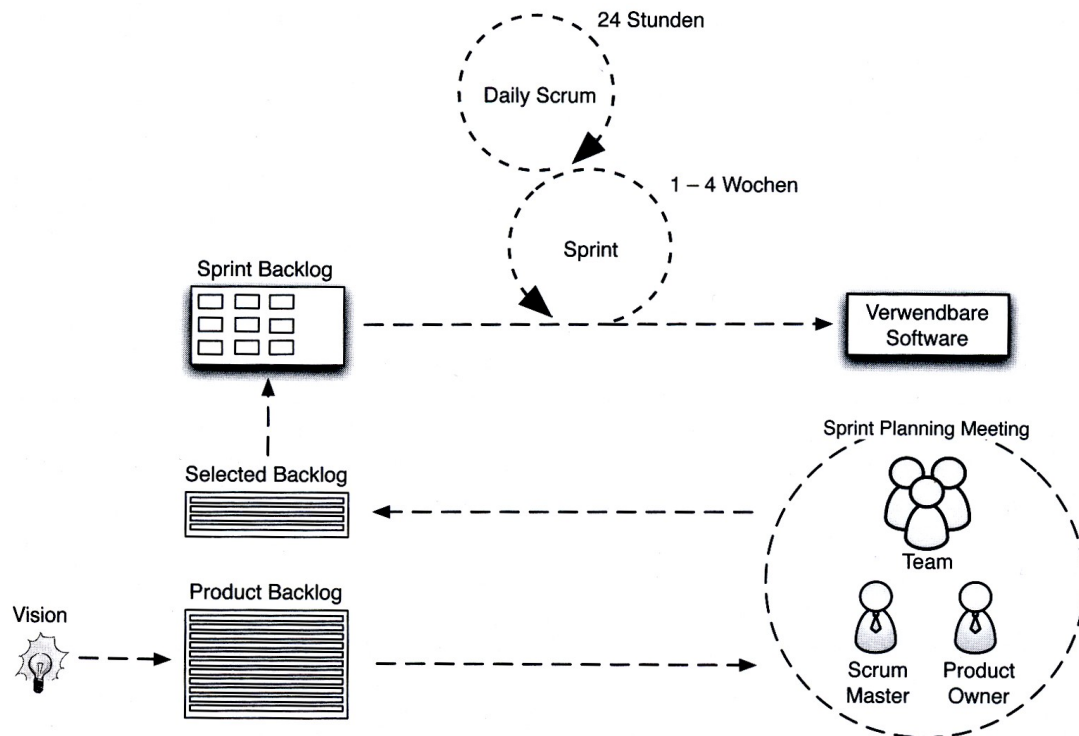 24 Stunden
Daily Scrum
1 – 4 Wochen
Sprint
Sprint Backlog
Verwendbare
Software
Sprint Planning Meeting
Selected Backlog
Team
Product Backlog
Vision
Scrum
Master
Product
Owner